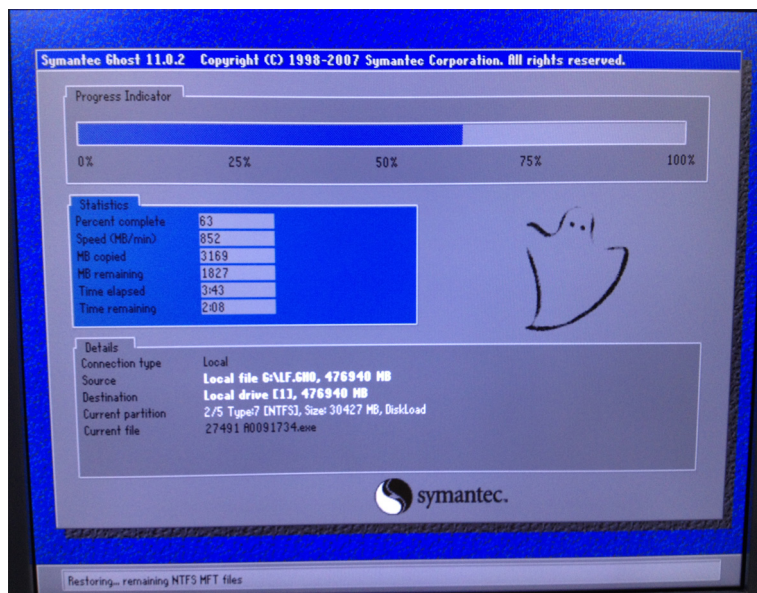 Symantec Ghost 11.0.2 Copyright (C) 1998-2007 Symantec Corporation. All rights reserved.
Progress Indicator
0% 25% 50% 75% 100%
Statistics
Percent complete 63
Speed (MB/min) 852
MB copied 3169
MB remaining 1827
Time elapsed 3:43
Time remaining 2:08
Details
Connection type Local
Source Local file G:\LF.GHO, 476940 MB
Destination Local drive [1], 476940 MB
Current partition 2/5 Type:7 [NTFS], Size: 30427 MB, DiskLoad
Current file 27491 A0091734.exe
symantec.
Restoring... remaining NTFS MFT files